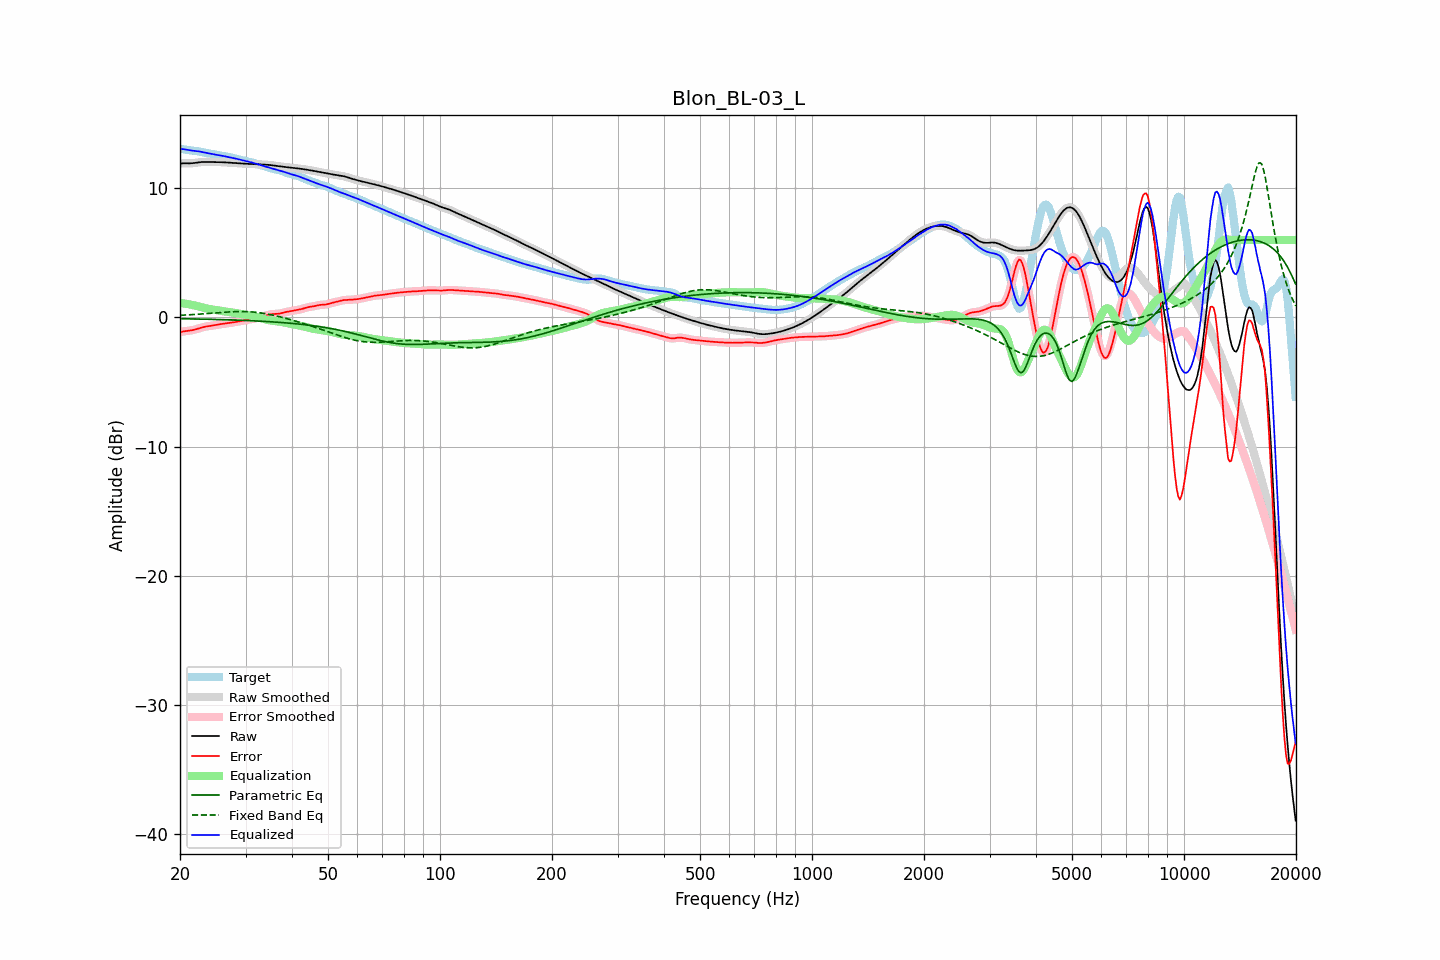 Blon_BL-03_L
Amplitude (dBr)
10
0
−10
−20
−30
−40
Target
Raw Smoothed
Error Smoothed
Raw
Error
Equalization
Parametric Eq
Fixed Band Eq
Equalized
20 50 100 200 500 1000 2000 5000 10000 20000
Frequency (Hz)